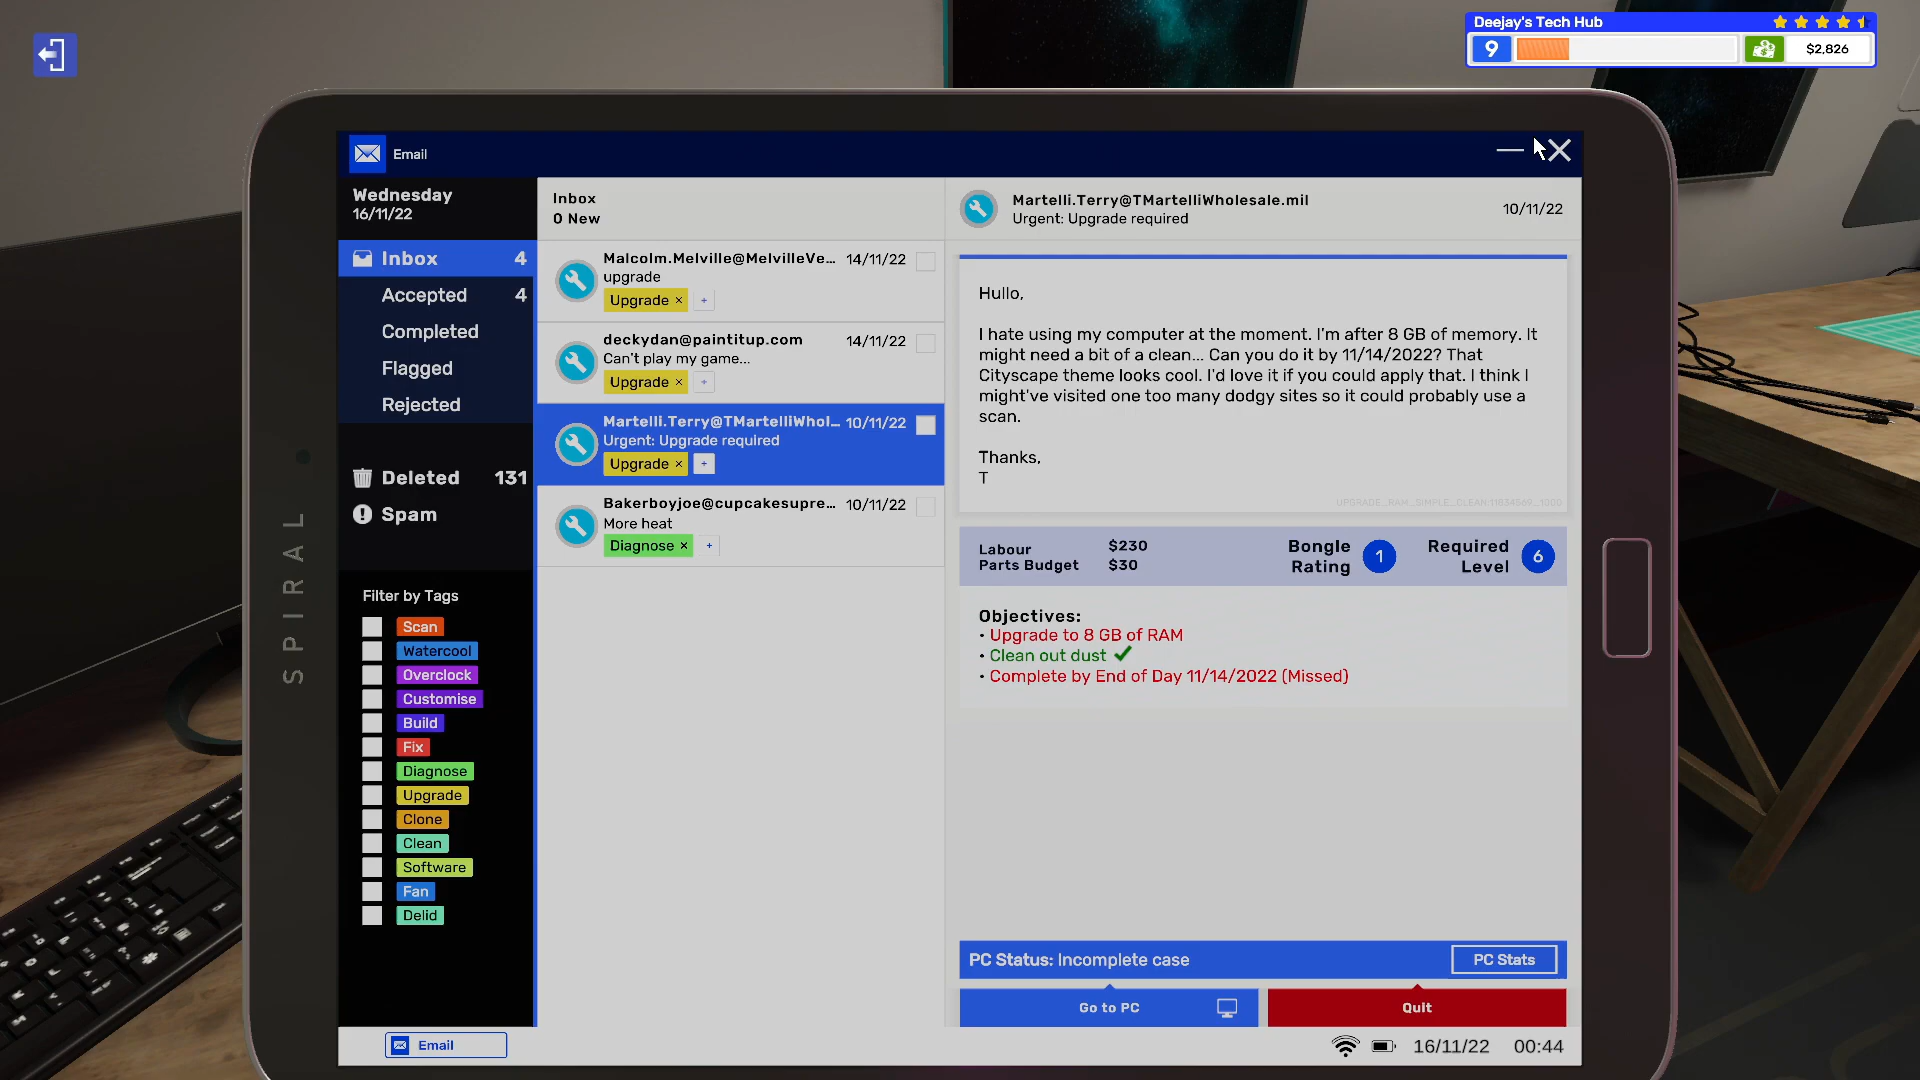 Deejay's Tech Hub
9
$2,826
Email
Wednesday
16/11/22
Inbox 4
Accepted 4
Completed
Flagged
Rejected
Deleted 131
Spam
Filter by Tags
Scan
Watercool
Overclock
Customise
Build
Fix
Diagnose
Upgrade
Clone
Clean
Software
Fan
Delid
Inbox
0 New
Malcolm.Melville@MelvilleVe... 14/11/22
upgrade
Upgrade × +
deckydan@paintitup.com 14/11/22
Can't play my game...
Upgrade × +
Martelli.Terry@TMartelliWhol... 10/11/22
Urgent: Upgrade required
Upgrade × +
Bakerboyjoe@cupcakesupre... 10/11/22
More heat
Diagnose × +
Martelli.Terry@TMartelliWholesale.mil
Urgent: Upgrade required
10/11/22
Hullo,
I hate using my computer at the moment. I'm after 8 GB of memory. It
might need a bit of a clean... Can you do it by 11/14/2022? That
Cityscape theme looks cool. I'd love it if you could apply that. I think I
might've visited one too many dodgy sites so it could probably use a
scan.
Thanks,
T
UPGRADE_RAM_SIMPLE_CLEAN:11834569_1000
Labour $230
Parts Budget $30
Bongle
Rating 1
Required
Level 6
Objectives:
• Upgrade to 8 GB of RAM
• Clean out dust ✔
• Complete by End of Day 11/14/2022 (Missed)
PC Status: Incomplete case
PC Stats
Go to PC
Quit
Email
16/11/22 00:44
SPIRAL